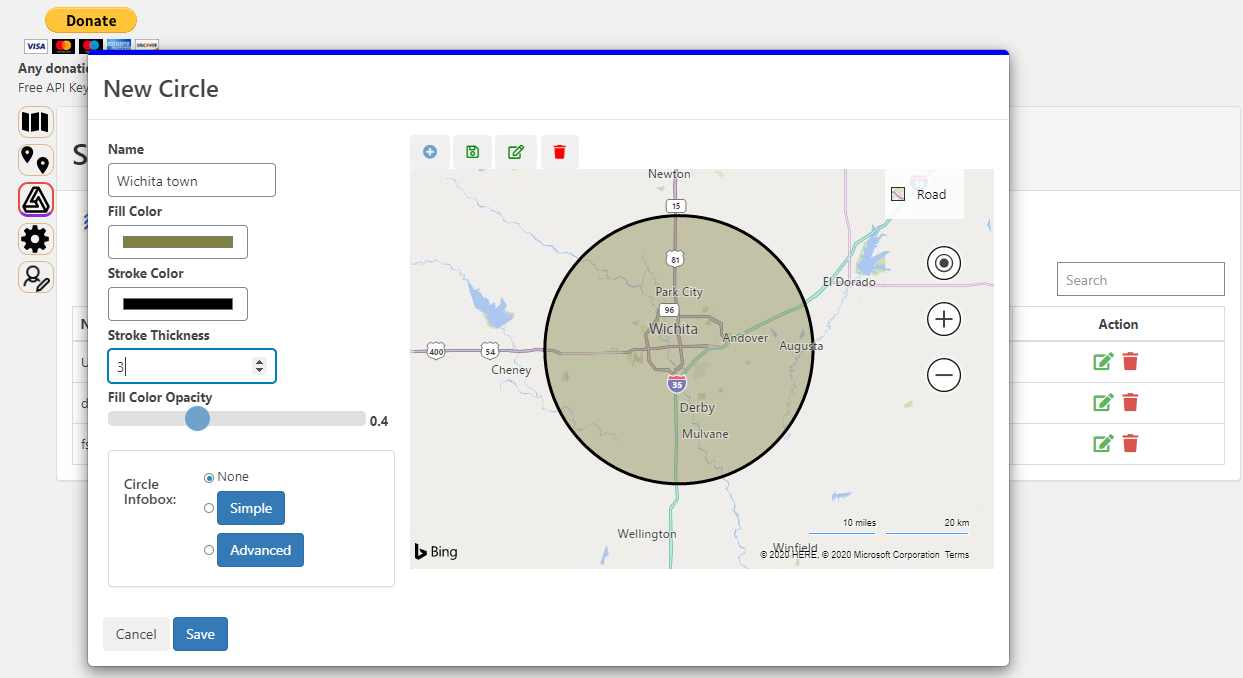 Donate
VISA
DISCOVER
Any donati
Free API Key
New Circle
S
Name
Wichita town
Fill Color
Stroke Color
Stroke Thickness
3
Fill Color Opacity
0.4
Circle
Infobox:
None
Simple
Advanced
Cancel
Save
Newton
15
Road
81
El Dorado
Park City
96
Wichita
Andover
Augusta
400
54
Cheney
35
Derby
Mulvane
10 miles
20 km
Wellington
Winfield
Bing
© 2020 HERE, © 2020 Microsoft Corporation Terms
Search
N
Action
U
d
fs